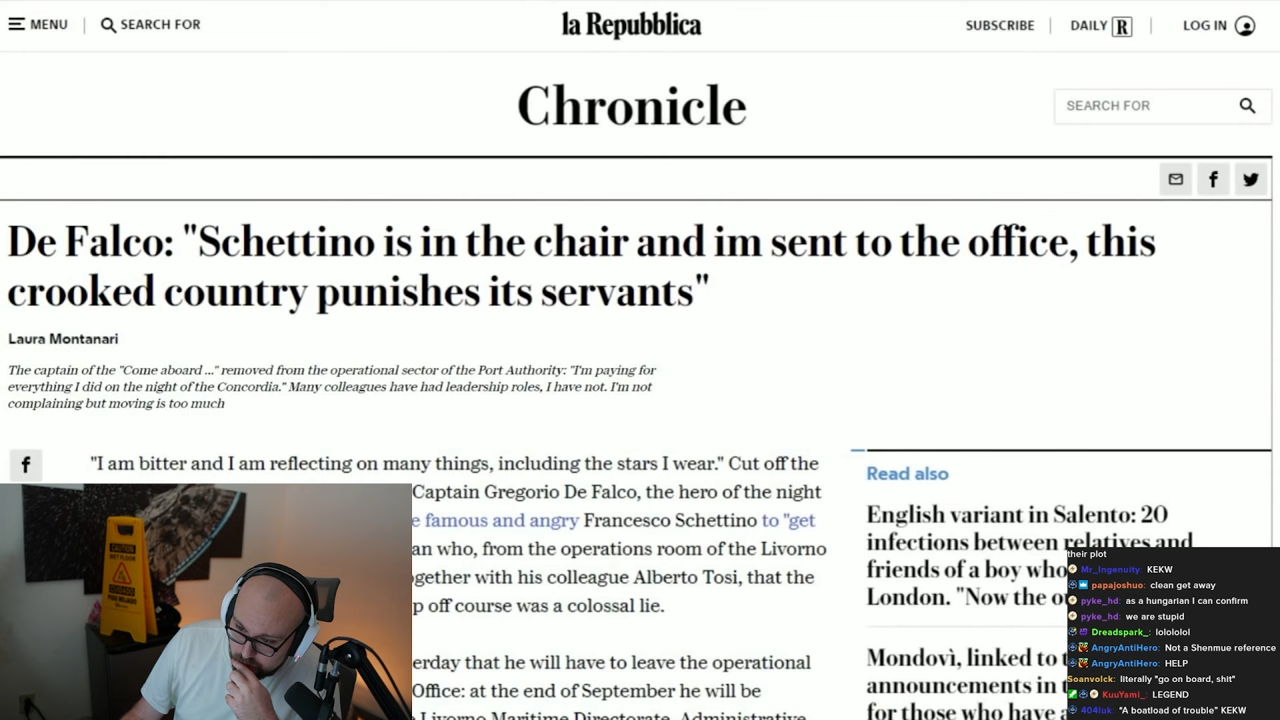 MENU
SEARCH FOR
la Repubblica
SUBSCRIBE
DAILY R
LOG IN
Chronicle
SEARCH FOR
De Falco: "Schettino is in the chair and im sent to the office, this
crooked country punishes its servants"
Laura Montanari
The captain of the "Come aboard ..." removed from the operational sector of the Port Authority: "I'm paying for
everything I did on the night of the Concordia." Many colleagues have had leadership roles, I have not. I'm not
complaining but moving is too much
"I am bitter and I am reflecting on many things, including the stars I wear." Cut off the
Captain Gregorio De Falco, the hero of the night
e famous and angry Francesco Schettino to "get
an who, from the operations room of the Livorno
ogether with his colleague Alberto Tosi, that the
p off course was a colossal lie.
erday that he will have to leave the operational
Office: at the end of September he will be
Livorno Maritime Directorate, Administrative
Read also
English variant in Salento: 20
infections between relatives and
friends of a boy who
London. "Now the
Mondovì, linked to
announcements in
for those who have
CAUTION
WET FLOOR
their plot
Mr_Ingenuity: KEKW
papajoshuo: clean get away
pyke_hd: as a hungarian I can confirm
pyke_hd: we are stupid
Dreadspark_: lolololol
AngryAntiHero: Not a Shenmue reference
AngryAntiHero: HELP
Soanvolck: literally "go on board, shit"
KuuYami_: LEGEND
404luk: "A boatload of trouble" KEKW